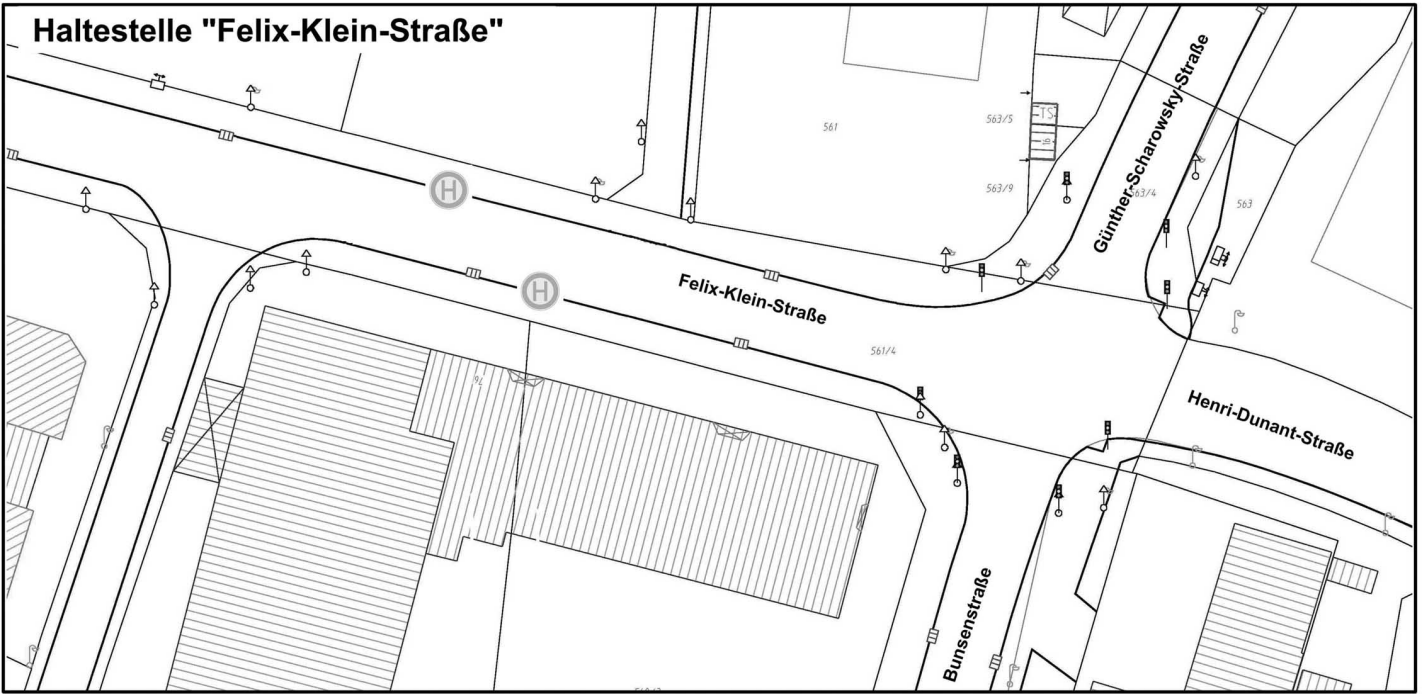 Haltestelle "Felix-Klein-Straße"
Günther-Scharowsky-Straße
561
563/5
TS
16
563/9
563/4
563
H
H
Felix-Klein-Straße
561/4
Henri-Dunant-Straße
Bunsenstraße